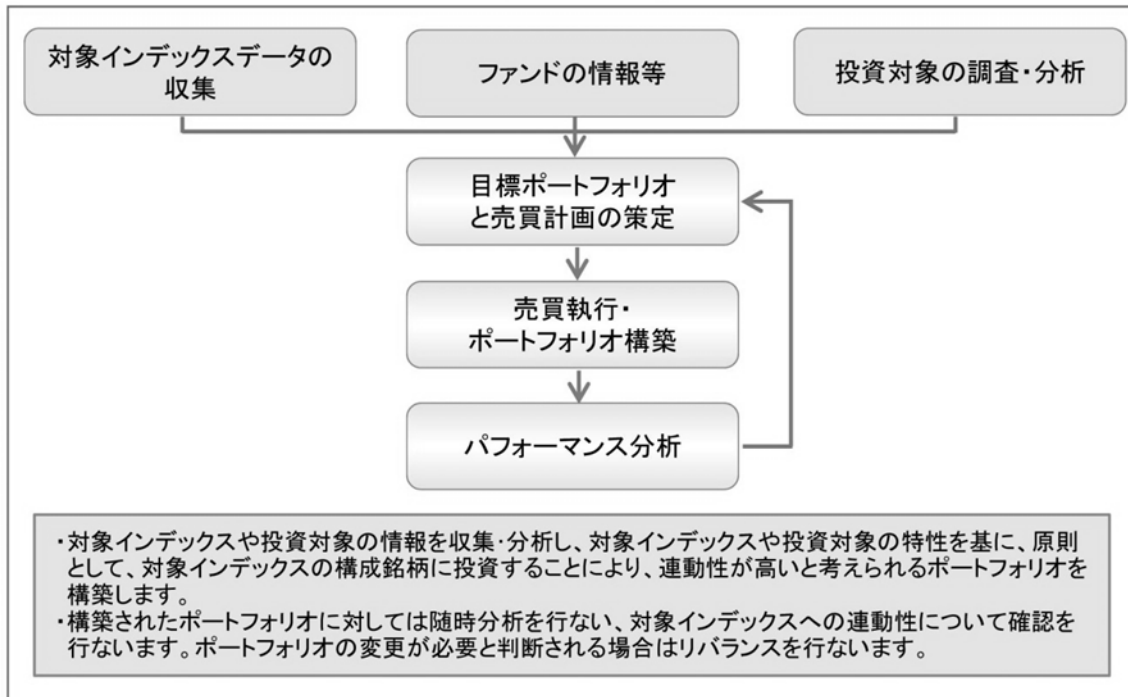 対象インデックスデータの
収集
ファンドの情報等
投資対象の調査・分析
目標ポートフォリオ
と売買計画の策定
売買執行・
ポートフォリオ構築
パフォーマンス分析
・対象インデックスや投資対象の情報を収集・分析し、対象インデックスや投資対象の特性を基に、原則
として、対象インデックスの構成銘柄に投資することにより、連動性が高いと考えられるポートフォリオを
構築します。
・構築されたポートフォリオに対しては随時分析を行ない、対象インデックスへの連動性について確認を
行ないます。ポートフォリオの変更が必要と判断される場合はリバランスを行ないます。